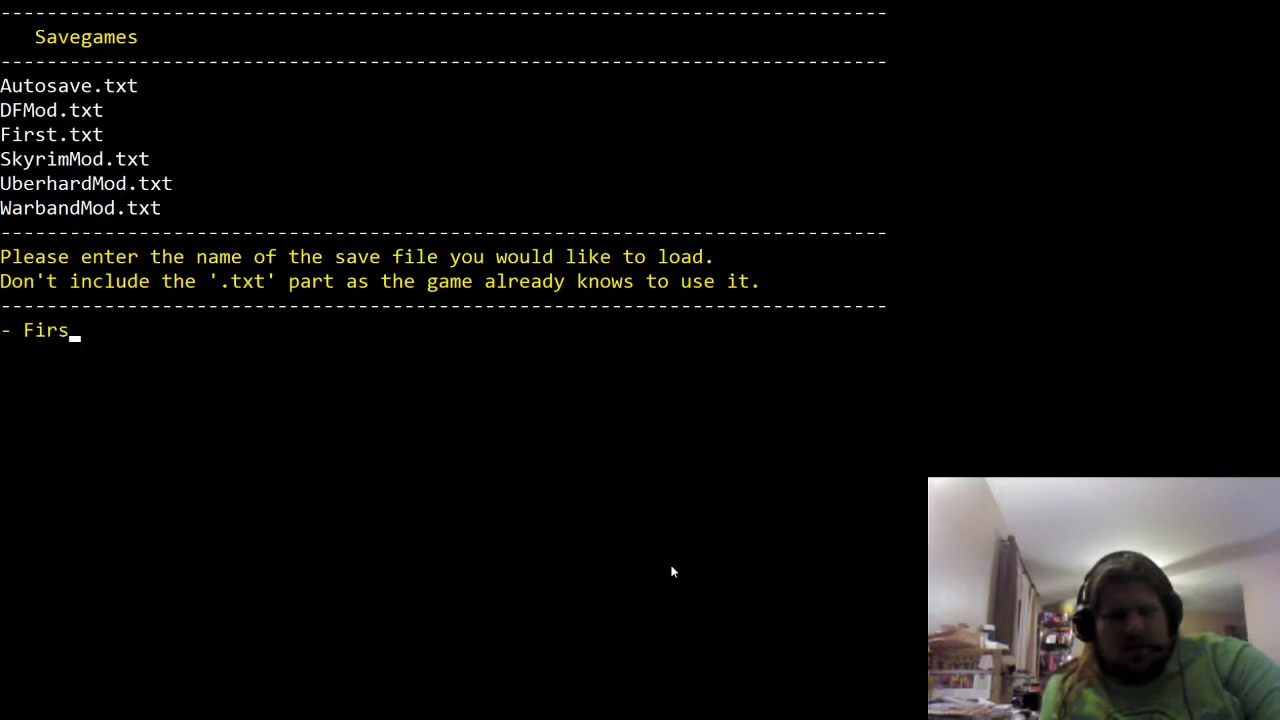 Savegames
Autosave.txt
DFMod.txt
First.txt
SkyrimMod.txt
UberhardMod.txt
WarbandMod.txt
Please enter the name of the save file you would like to load.
Don't include the '.txt' part as the game already knows to use it.
- Firs_